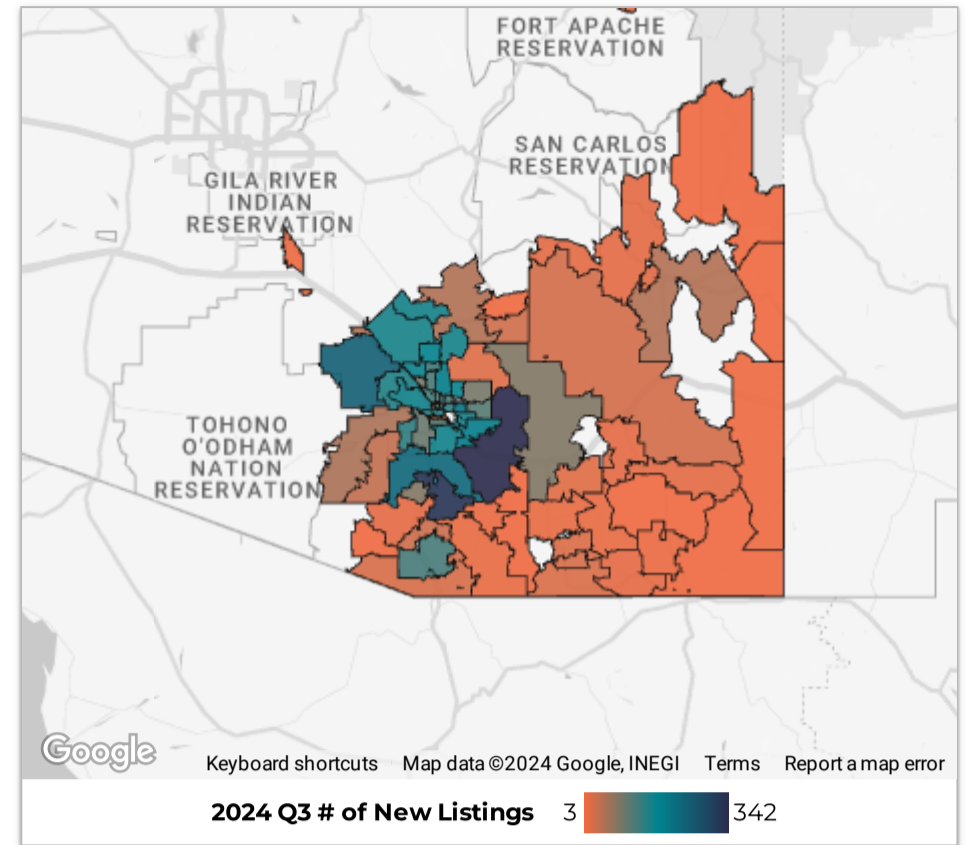 FORT APACHE
RESERVATION
SAN CARLOS
RESERVATION
GILA RIVER
INDIAN
RESERVATION
TOHONO
O'ODHAM
NATION
RESERVATION
Google
Keyboard shortcuts Map data ©2024 Google, INEGI Terms Report a map error
2024 Q3 # of New Listings 3 342